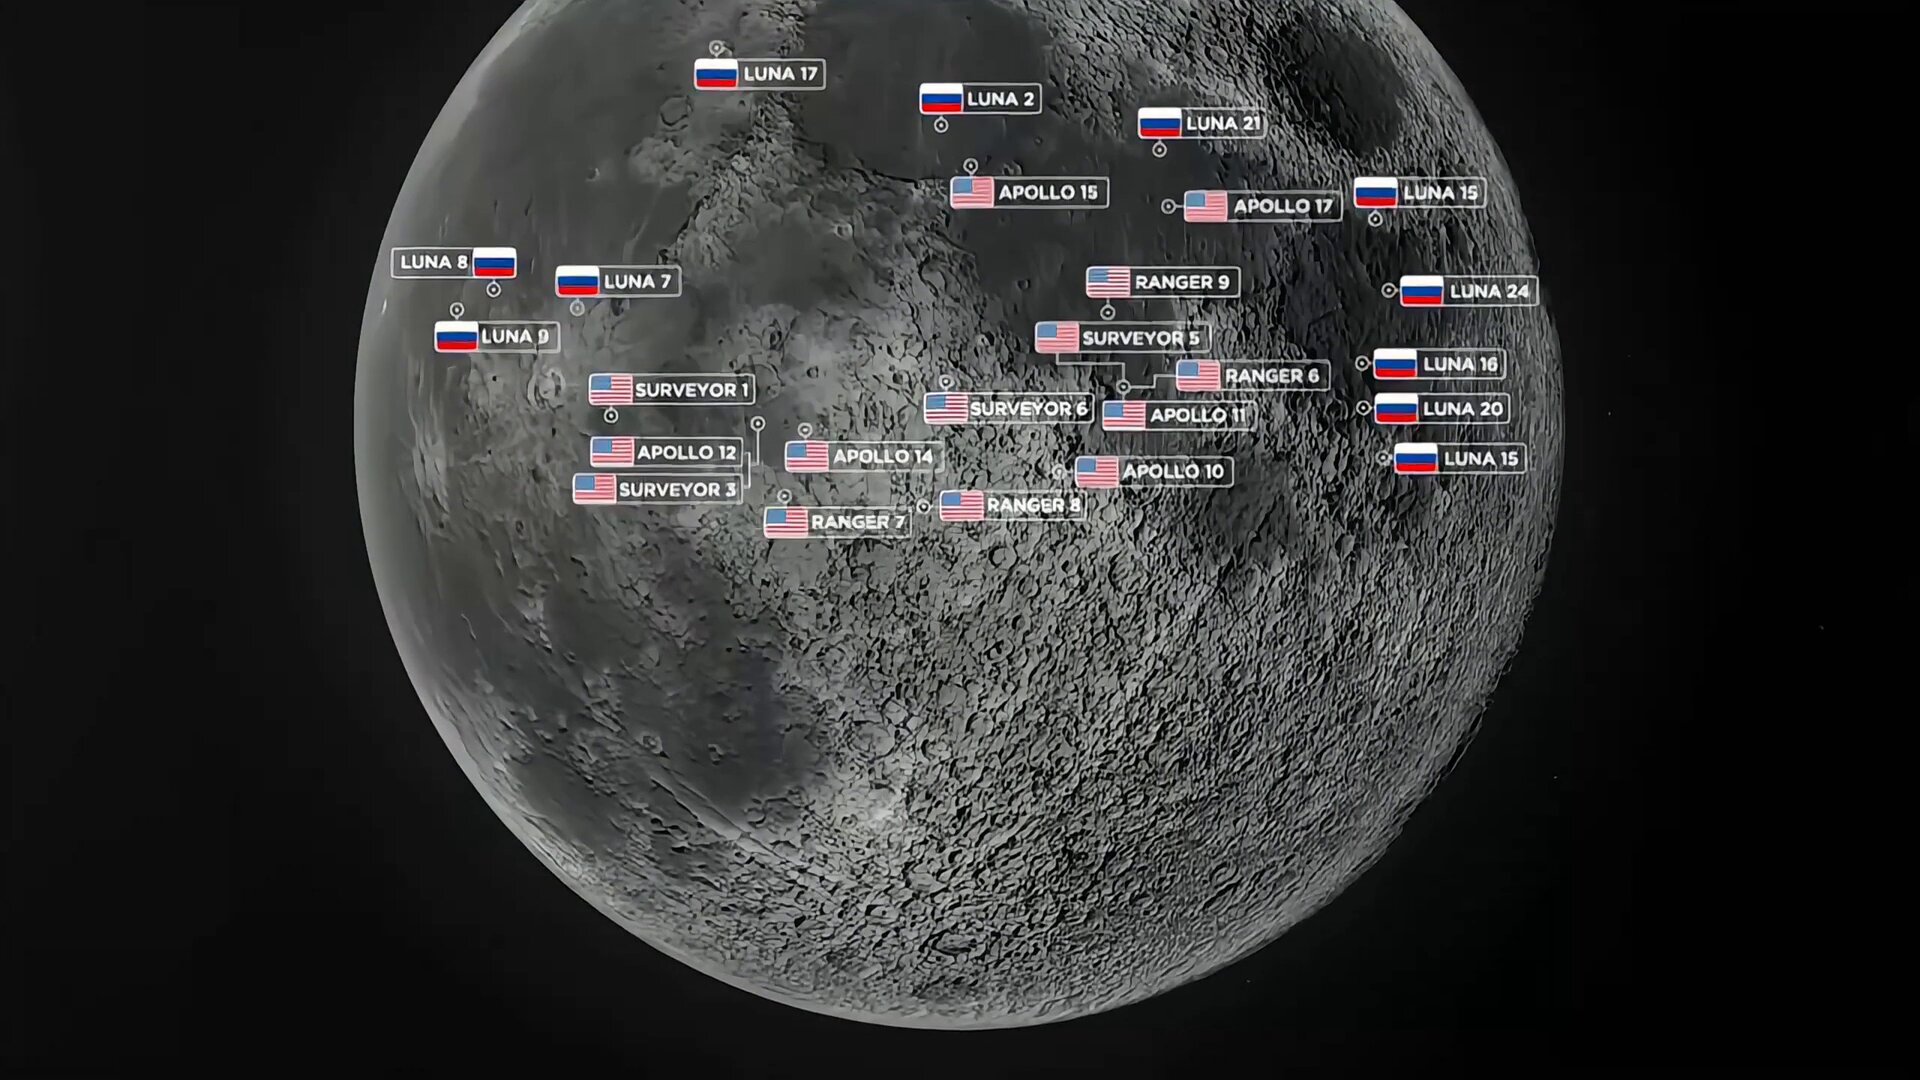 LUNA 17
LUNA 2
LUNA 21
APOLLO 15
APOLLO 17
LUNA 15
LUNA 8
LUNA 7
RANGER 9
LUNA 24
LUNA 9
SURVEYOR 5
LUNA 16
RANGER 6
SURVEYOR 1
SURVEYOR 6
APOLLO 11
LUNA 20
APOLLO 12
APOLLO 14
LUNA 15
APOLLO 10
SURVEYOR 3
RANGER 8
RANGER 7